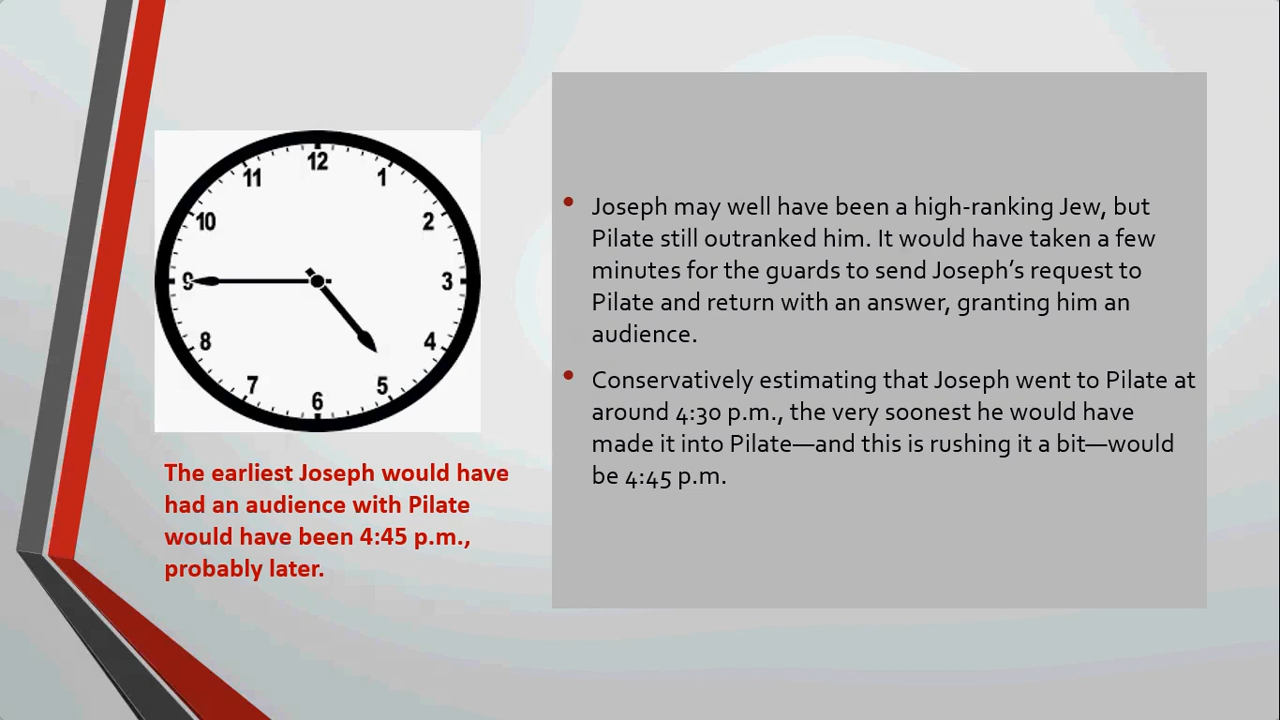 12
11
1
10
2
9
3
8
4
7
5
6
The earliest Joseph would have
had an audience with Pilate
would have been 4:45 p.m.,
probably later.
• Joseph may well have been a high-ranking Jew, but
Pilate still outranked him. It would have taken a few
minutes for the guards to send Joseph’s request to
Pilate and return with an answer, granting him an
audience.
• Conservatively estimating that Joseph went to Pilate at
around 4:30 p.m., the very soonest he would have
made it into Pilate—and this is rushing it a bit—would
be 4:45 p.m.